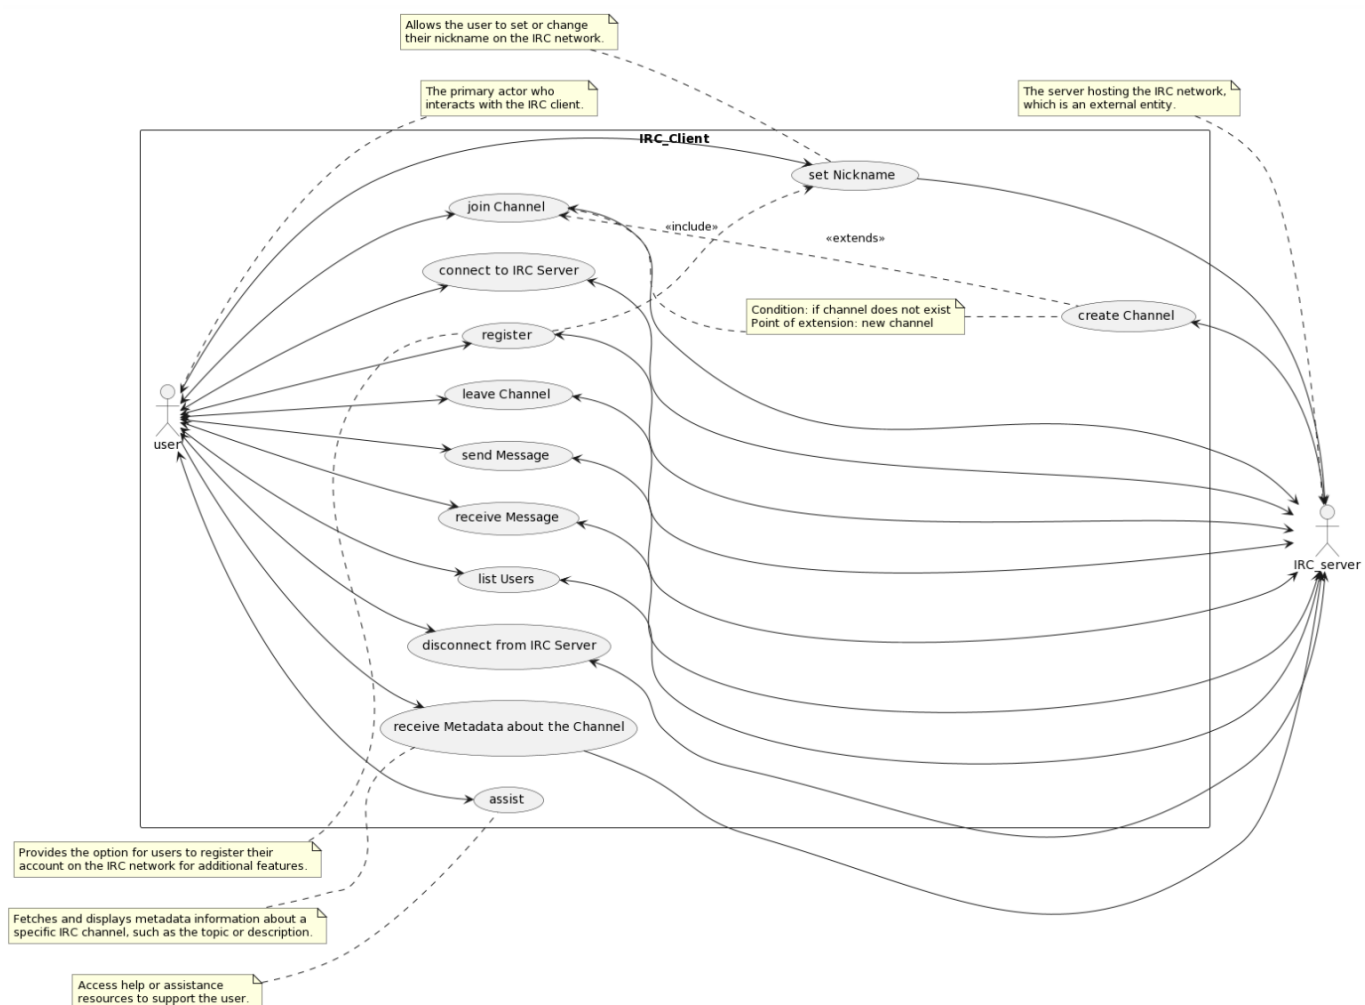 Allows the user to set or change
their nickname on the IRC network.
The primary actor who
interacts with the IRC client.
The server hosting the IRC network,
which is an external entity.
IRC_Client
set Nickname
join Channel
«include»
«extends»
connect to IRC Server
Condition: if channel does not exist
Point of extension: new channel
create Channel
register
leave Channel
user
send Message
receive Message
IRC_server
list Users
disconnect from IRC Server
receive Metadata about the Channel
assist
Provides the option for users to register their
account on the IRC network for additional features.
Fetches and displays metadata information about a
specific IRC channel, such as the topic or description.
Access help or assistance
resources to support the user.